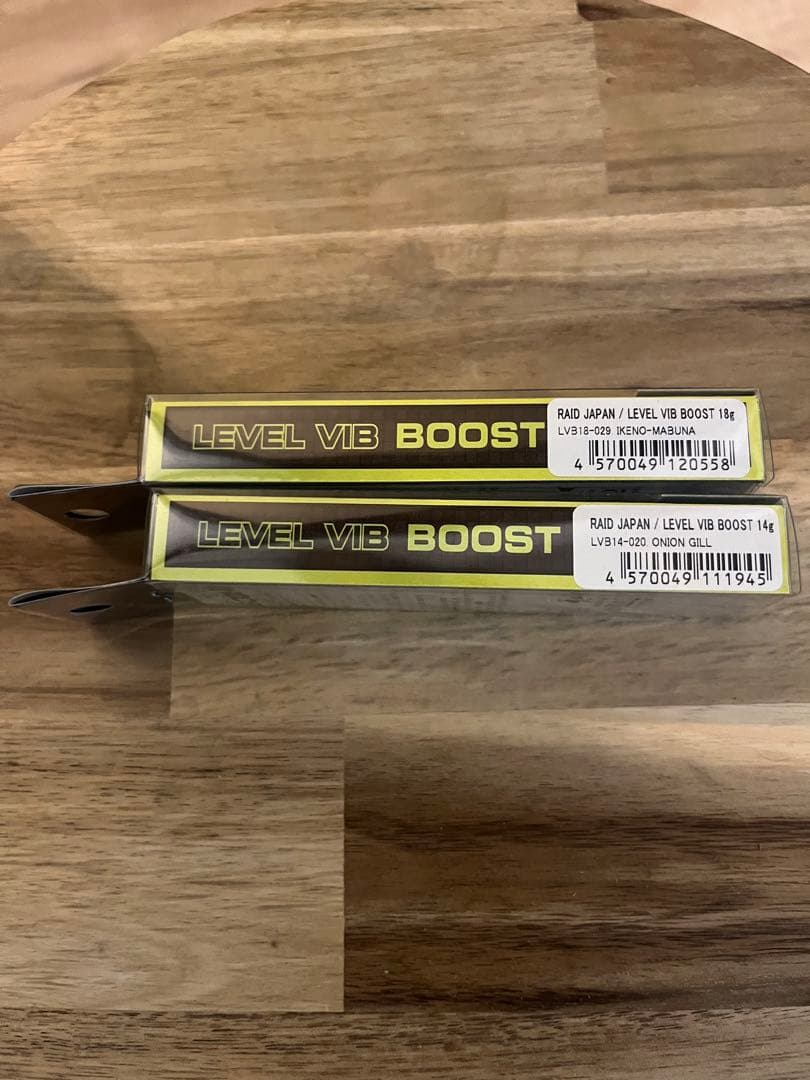 LEVEL VIB BOOST
RAID JAPAN / LEVEL VIB BOOST 18g
LVB18-029 IKENO-MABUNA
4 570049 120558
LEVEL VIB BOOST
RAID JAPAN / LEVEL VIB BOOST 14g
LVB14-020 ONION GILL
4 570049 111945